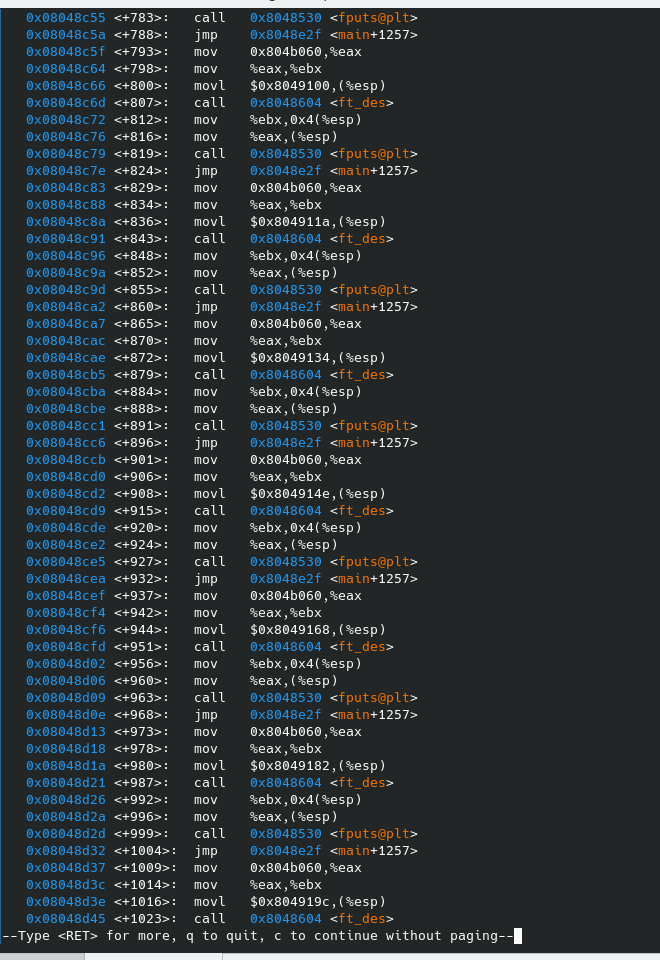 0x08048c55 <+783>: call 0x8048530 <fputs@plt>
0x08048c5a <+788>: jmp 0x8048e2f <main+1257>
0x08048c5f <+793>: mov 0x804b060,%eax
0x08048c64 <+798>: mov %eax,%ebx
0x08048c66 <+800>: movl $0x8049100,(%esp)
0x08048c6d <+807>: call 0x8048604 <ft_des>
0x08048c72 <+812>: mov %ebx,0x4(%esp)
0x08048c76 <+816>: mov %eax,(%esp)
0x08048c79 <+819>: call 0x8048530 <fputs@plt>
0x08048c7e <+824>: jmp 0x8048e2f <main+1257>
0x08048c83 <+829>: mov 0x804b060,%eax
0x08048c88 <+834>: mov %eax,%ebx
0x08048c8a <+836>: movl $0x804911a,(%esp)
0x08048c91 <+843>: call 0x8048604 <ft_des>
0x08048c96 <+848>: mov %ebx,0x4(%esp)
0x08048c9a <+852>: mov %eax,(%esp)
0x08048c9d <+855>: call 0x8048530 <fputs@plt>
0x08048ca2 <+860>: jmp 0x8048e2f <main+1257>
0x08048ca7 <+865>: mov 0x804b060,%eax
0x08048cac <+870>: mov %eax,%ebx
0x08048cae <+872>: movl $0x8049134,(%esp)
0x08048cb5 <+879>: call 0x8048604 <ft_des>
0x08048cba <+884>: mov %ebx,0x4(%esp)
0x08048cbe <+888>: mov %eax,(%esp)
0x08048cc1 <+891>: call 0x8048530 <fputs@plt>
0x08048cc6 <+896>: jmp 0x8048e2f <main+1257>
0x08048ccb <+901>: mov 0x804b060,%eax
0x08048cd0 <+906>: mov %eax,%ebx
0x08048cd2 <+908>: movl $0x804914e,(%esp)
0x08048cd9 <+915>: call 0x8048604 <ft_des>
0x08048cde <+920>: mov %ebx,0x4(%esp)
0x08048ce2 <+924>: mov %eax,(%esp)
0x08048ce5 <+927>: call 0x8048530 <fputs@plt>
0x08048cea <+932>: jmp 0x8048e2f <main+1257>
0x08048cef <+937>: mov 0x804b060,%eax
0x08048cf4 <+942>: mov %eax,%ebx
0x08048cf6 <+944>: movl $0x8049168,(%esp)
0x08048cfd <+951>: call 0x8048604 <ft_des>
0x08048d02 <+956>: mov %ebx,0x4(%esp)
0x08048d06 <+960>: mov %eax,(%esp)
0x08048d09 <+963>: call 0x8048530 <fputs@plt>
0x08048d0e <+968>: jmp 0x8048e2f <main+1257>
0x08048d13 <+973>: mov 0x804b060,%eax
0x08048d18 <+978>: mov %eax,%ebx
0x08048d1a <+980>: movl $0x8049182,(%esp)
0x08048d21 <+987>: call 0x8048604 <ft_des>
0x08048d26 <+992>: mov %ebx,0x4(%esp)
0x08048d2a <+996>: mov %eax,(%esp)
0x08048d2d <+999>: call 0x8048530 <fputs@plt>
0x08048d32 <+1004>: jmp 0x8048e2f <main+1257>
0x08048d37 <+1009>: mov 0x804b060,%eax
0x08048d3c <+1014>: mov %eax,%ebx
0x08048d3e <+1016>: movl $0x804919c,(%esp)
0x08048d45 <+1023>: call 0x8048604 <ft_des>
--Type <RET> for more, q to quit, c to continue without paging--